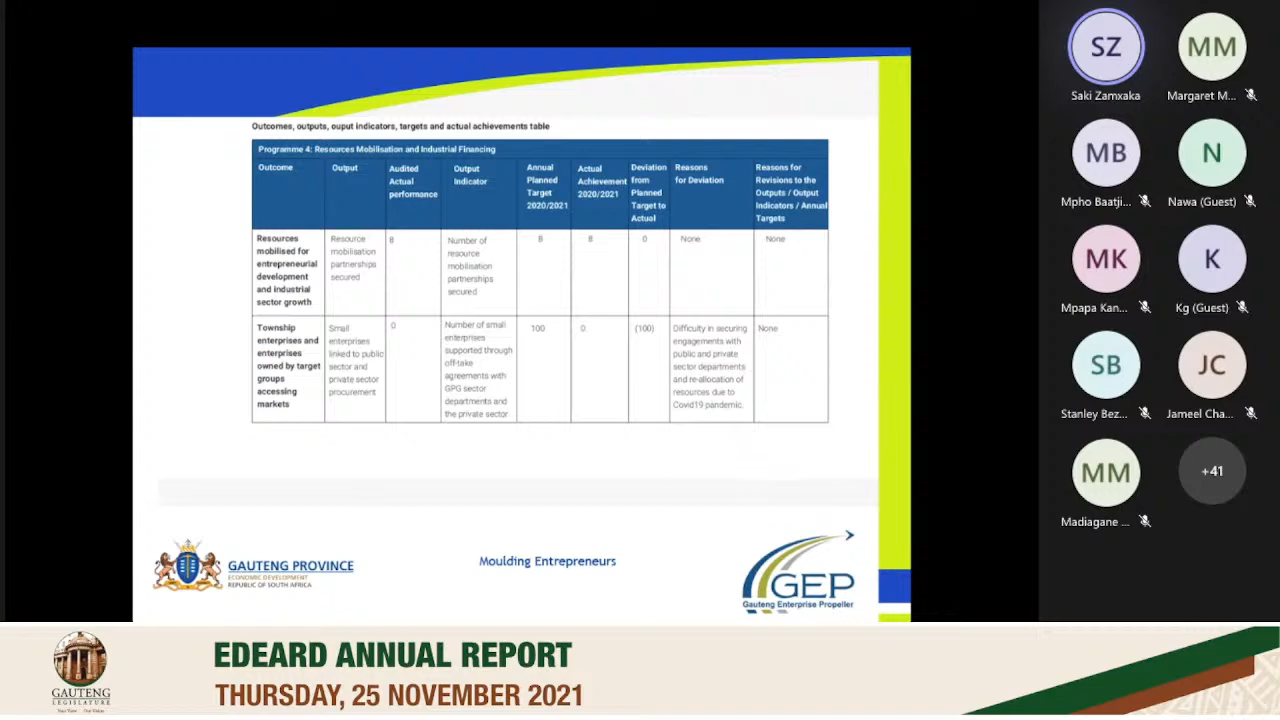 Outcomes, outputs, ouput indicators, targets and actual achievements table
Programme 4: Resources Mobilisation and Industrial Financing
Outcome
Output
Audited
Actual
performance
Output
Indicator
Annual
Planned
Target
2020/2021
Actual
Achievement
2020/2021
Deviation
from
Planned
Target to
Actual
Reasons
for Deviation
Reasons for
Revisions to the
Outputs / Output
Indicators / Annual
Targets
Resources
mobilised for
entrepreneurial
development
and industrial
sector growth
Resource
mobilisation
partnerships
secured
8
Number of
resource
mobilisation
partnerships
secured
8
8
0
None
None
Township
enterprises and
enterprises
owned by target
groups
accessing
markets
Small
enterprises
linked to public
sector and
private sector
procurement
0
Number of small
enterprises
supported through
off-take
agreements with
GPG sector
departments and
the private sector
100
0
(100)
Difficulty in securing
engagements with
public and private
sector departments
and re-allocation of
resources due to
Covid19 pandemic.
None
GAUTENG PROVINCE
ECONOMIC DEVELOPMENT
REPUBLIC OF SOUTH AFRICA
Moulding Entrepreneurs
GEP
Gauteng Enterprise Propeller
SZ
Saki Zamxaka
MM
Margaret M...
MB
Mpho Baatji...
N
Nawa (Guest)
MK
Mpapa Kan...
K
Kg (Guest)
SB
Stanley Bez...
JC
Jameel Cha...
MM
Madiagane ...
+41
GAUTENG
LEGISLATURE
Your View Our Vision
EDEARD ANNUAL REPORT
THURSDAY, 25 NOVEMBER 2021